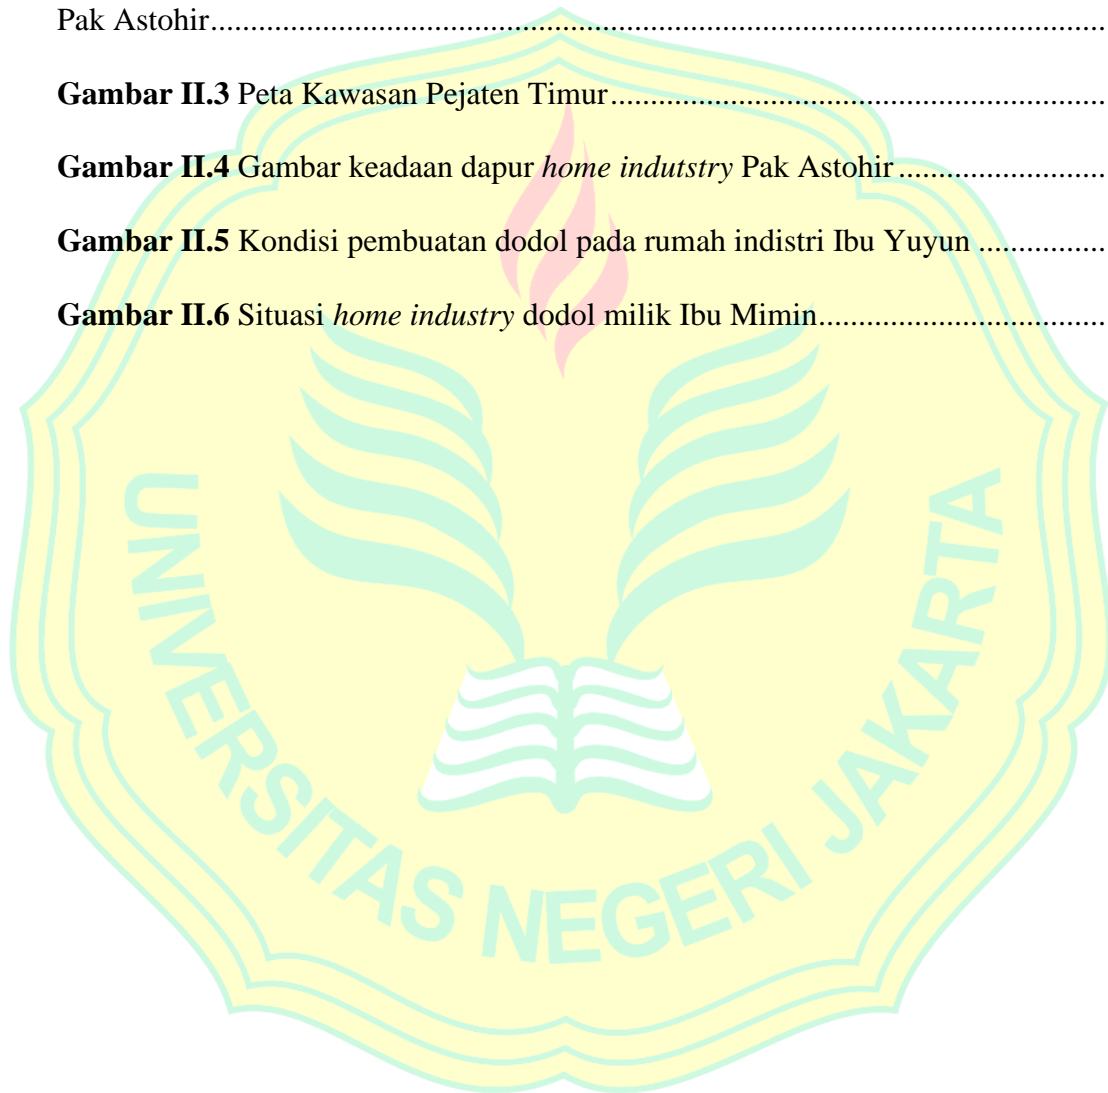 Pak Astohir..............................................................................................................
Gambar II.3 Peta Kawasan Pejaten Timur..............................................................
Gambar II.4 Gambar keadaan dapur home indutstry Pak Astohir..........................
Gambar II.5 Kondisi pembuatan dodol pada rumah indistri Ibu Yuyun................
Gambar II.6 Situasi home industry dodol milik Ibu Mimin....................................
UNIVERSITAS NEGERI JAKARTA